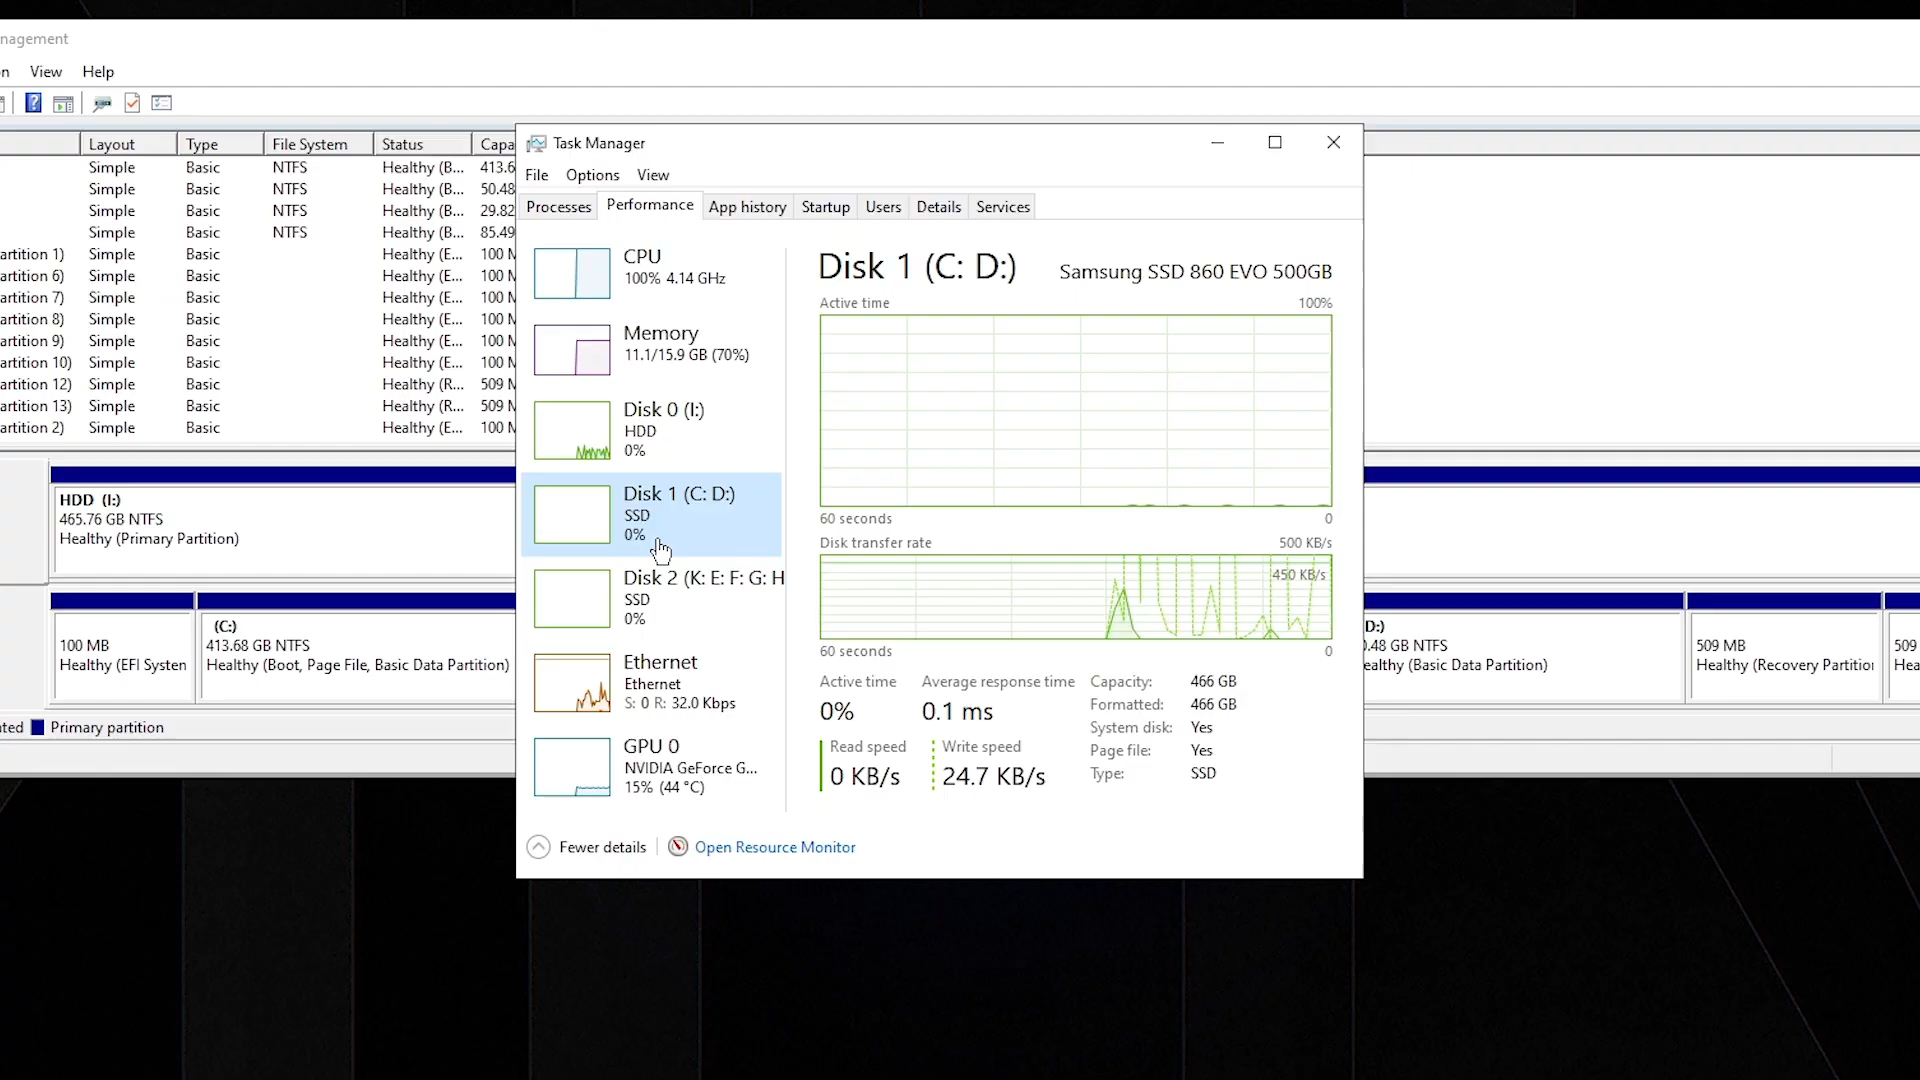 nagement
n View Help
Layout Type File System Status Capa
Simple Basic NTFS Healthy (B... 413.6
Simple Basic NTFS Healthy (B... 50.48
Simple Basic NTFS Healthy (B... 29.82
Simple Basic NTFS Healthy (B... 85.49
artition 1) Simple Basic Healthy (E... 100 M
artition 6) Simple Basic Healthy (E... 100 M
artition 7) Simple Basic Healthy (E... 100 M
artition 8) Simple Basic Healthy (E... 100 M
artition 9) Simple Basic Healthy (E... 100 M
artition 10) Simple Basic Healthy (E... 100 M
artition 12) Simple Basic Healthy (R... 509 M
artition 13) Simple Basic Healthy (R... 509 M
artition 2) Simple Basic Healthy (E... 100 M
HDD (I:)
465.76 GB NTFS
Healthy (Primary Partition)
100 MB
Healthy (EFI System
(C:)
413.68 GB NTFS
Healthy (Boot, Page File, Basic Data Partition)
ated Primary partition
Task Manager
File Options View
Processes Performance App history Startup Users Details Services
CPU
100% 4.14 GHz
Memory
11.1/15.9 GB (70%)
Disk 0 (I:)
HDD
0%
Disk 1 (C: D:)
SSD
0%
Disk 2 (K: E: F: G: H
SSD
0%
Ethernet
Ethernet
S: 0 R: 32.0 Kbps
GPU 0
NVIDIA GeForce G...
15% (44 °C)
Disk 1 (C: D:) Samsung SSD 860 EVO 500GB
Active time 100%
60 seconds 0
Disk transfer rate 500 KB/s
450 KB/s
60 seconds 0
Active time Average response time
0% 0.1 ms
Read speed Write speed
0 KB/s 24.7 KB/s
Capacity: 466 GB
Formatted: 466 GB
System disk: Yes
Page file: Yes
Type: SSD
Fewer details Open Resource Monitor
D:)
0.48 GB NTFS
ealthy (Basic Data Partition)
509 MB
Healthy (Recovery Partition
509
Hea